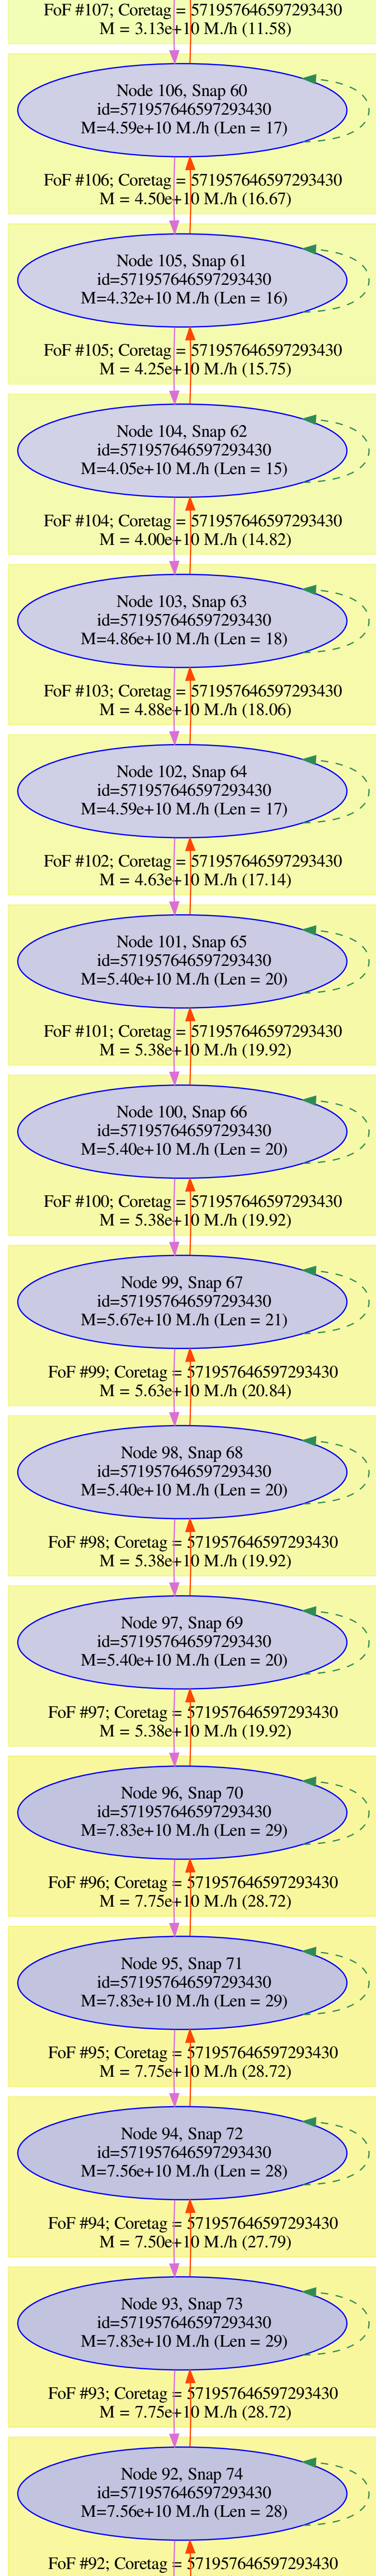 FoF #107; Coretag = 571957646597293430
M = 3.13e+10 M./h (11.58)
Node 106, Snap 60
id=571957646597293430
M=4.59e+10 M./h (Len = 17)
FoF #106; Coretag = 571957646597293430
M = 4.50e+10 M./h (16.67)
Node 105, Snap 61
id=571957646597293430
M=4.32e+10 M./h (Len = 16)
FoF #105; Coretag = 571957646597293430
M = 4.25e+10 M./h (15.75)
Node 104, Snap 62
id=571957646597293430
M=4.05e+10 M./h (Len = 15)
FoF #104; Coretag = 571957646597293430
M = 4.00e+10 M./h (14.82)
Node 103, Snap 63
id=571957646597293430
M=4.86e+10 M./h (Len = 18)
FoF #103; Coretag = 571957646597293430
M = 4.88e+10 M./h (18.06)
Node 102, Snap 64
id=571957646597293430
M=4.59e+10 M./h (Len = 17)
FoF #102; Coretag = 571957646597293430
M = 4.63e+10 M./h (17.14)
Node 101, Snap 65
id=571957646597293430
M=5.40e+10 M./h (Len = 20)
FoF #101; Coretag = 571957646597293430
M = 5.38e+10 M./h (19.92)
Node 100, Snap 66
id=571957646597293430
M=5.40e+10 M./h (Len = 20)
FoF #100; Coretag = 571957646597293430
M = 5.38e+10 M./h (19.92)
Node 99, Snap 67
id=571957646597293430
M=5.67e+10 M./h (Len = 21)
FoF #99; Coretag = 571957646597293430
M = 5.63e+10 M./h (20.84)
Node 98, Snap 68
id=571957646597293430
M=5.40e+10 M./h (Len = 20)
FoF #98; Coretag = 571957646597293430
M = 5.38e+10 M./h (19.92)
Node 97, Snap 69
id=571957646597293430
M=5.40e+10 M./h (Len = 20)
FoF #97; Coretag = 571957646597293430
M = 5.38e+10 M./h (19.92)
Node 96, Snap 70
id=571957646597293430
M=7.83e+10 M./h (Len = 29)
FoF #96; Coretag = 571957646597293430
M = 7.75e+10 M./h (28.72)
Node 95, Snap 71
id=571957646597293430
M=7.83e+10 M./h (Len = 29)
FoF #95; Coretag = 571957646597293430
M = 7.75e+10 M./h (28.72)
Node 94, Snap 72
id=571957646597293430
M=7.56e+10 M./h (Len = 28)
FoF #94; Coretag = 571957646597293430
M = 7.50e+10 M./h (27.79)
Node 93, Snap 73
id=571957646597293430
M=7.83e+10 M./h (Len = 29)
FoF #93; Coretag = 571957646597293430
M = 7.75e+10 M./h (28.72)
Node 92, Snap 74
id=571957646597293430
M=7.56e+10 M./h (Len = 28)
FoF #92; Coretag = 571957646597293430